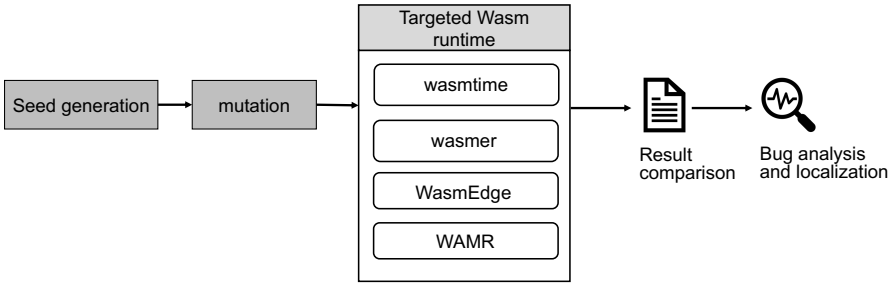 Targeted Wasm
runtime
Seed generation
mutation
wasmtime
wasmer
WasmEdge
WAMR
Result
comparison
Bug analysis
and localization